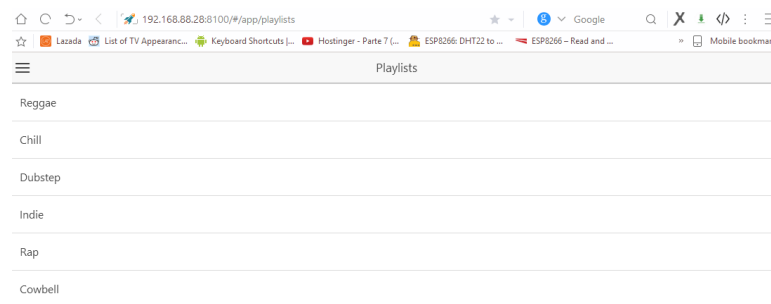 192.168.88.28:8100/#/app/playlists Google
Lazada List of TV Appearanc... Keyboard Shortcuts |... Hostinger - Parte 7 (... ESP8266: DHT22 to ... ESP8266 – Read and ... » Mobile bookmar
Playlists
Reggae
Chill
Dubstep
Indie
Rap
Cowbell